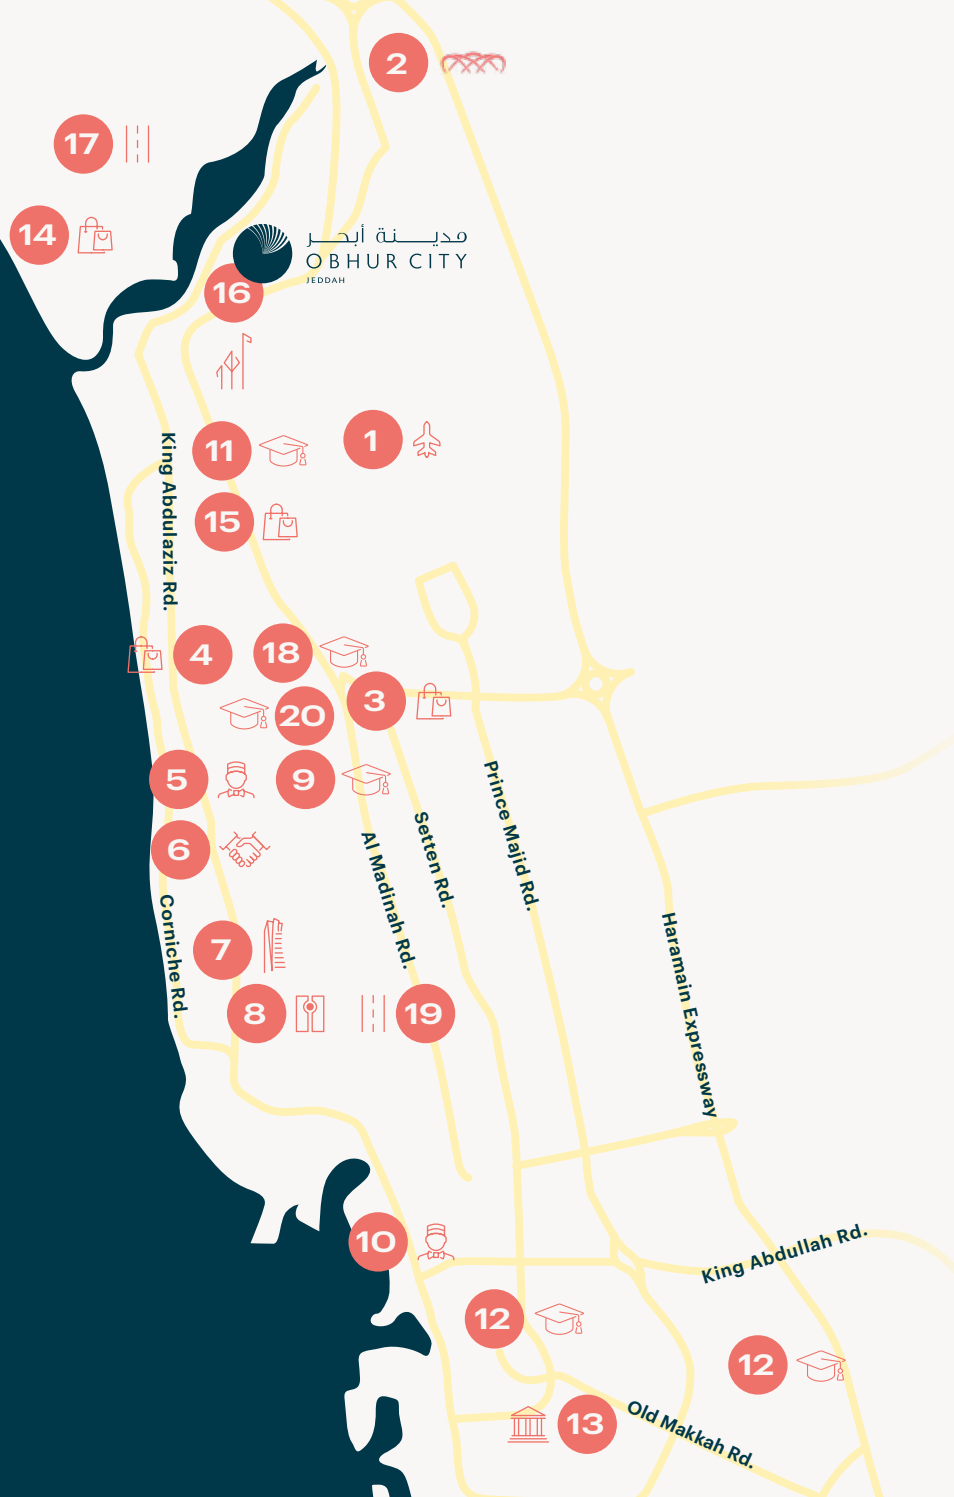 2
17
14
مدينة أبحر
OBHUR CITY
JEDDAH
16
King Abdulaziz Rd.
11
1
15
4
18
3
20
5
9
6
Prince Majid Rd.
Setten Rd.
Al Madinah Rd.
Corniche Rd.
7
Haramain Expressway
8
19
10
King Abdullah Rd.
12
12
13
Old Makkah Rd.